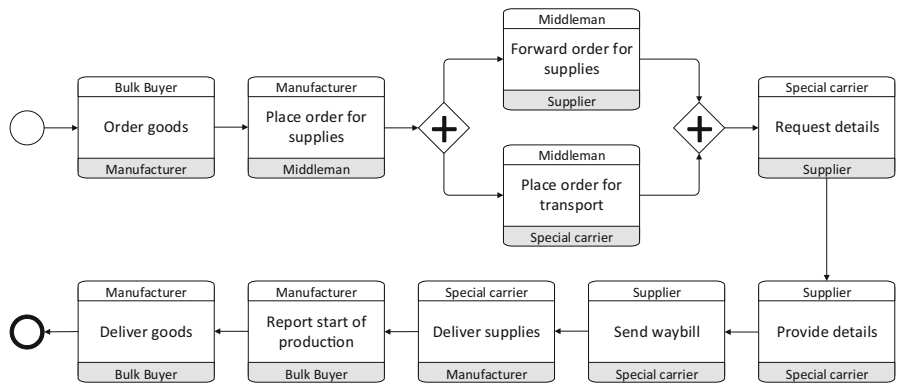 Bulk Buyer
Order goods
Manufacturer
Manufacturer
Place order for
supplies
Middleman
Middleman
Forward order for
supplies
Supplier
Middleman
Place order for
transport
Special carrier
Special carrier
Request details
Supplier
Supplier
Provide details
Special carrier
Supplier
Send waybill
Special carrier
Special carrier
Deliver supplies
Manufacturer
Manufacturer
Report start of
production
Bulk Buyer
Manufacturer
Deliver goods
Bulk Buyer